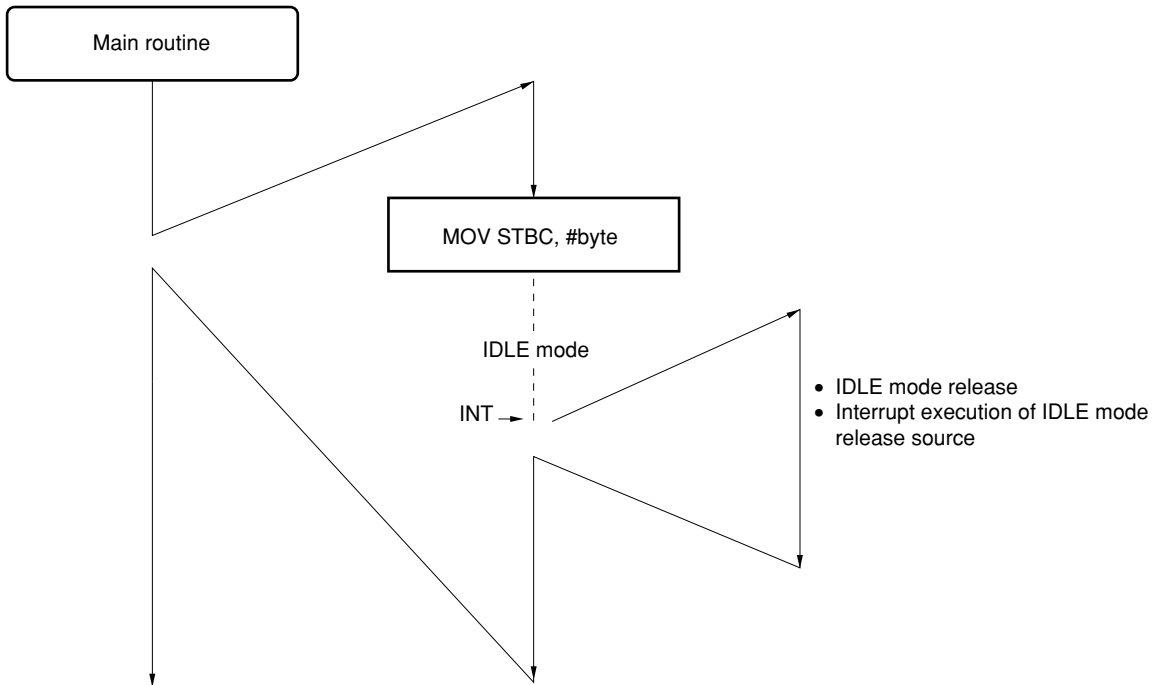 Main routine
MOV STBC, #byte
IDLE mode
INT
• IDLE mode release
• Interrupt execution of IDLE mode
release source